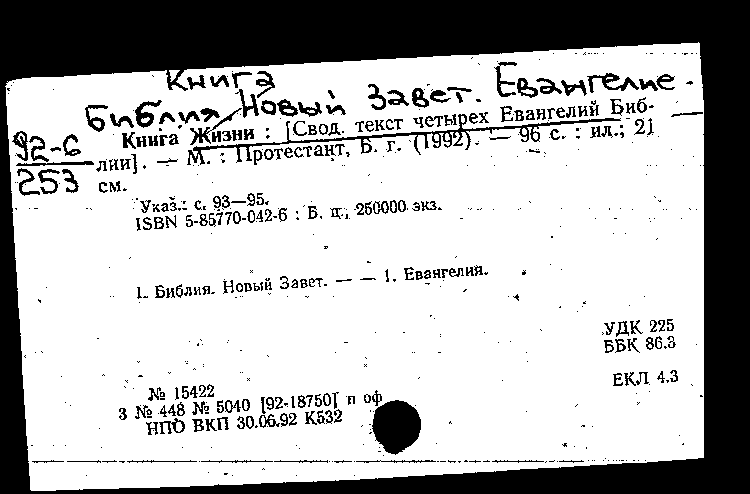 Книга
Библия, Новый Завет. Евангелие.
92-6
253
Книга Жизни : [Свод. текст четырех Евангелий Биб-
лии]. — М. : Протестант, Б. г. (1992). — 96 с. : ил.; 21
см.
Указ.: с. 93—95.
ISBN 5-85770-042-6 : Б. ц., 250000 экз.
1. Библия. Новый Завет. — — 1. Евангелия.
УДК 225
ББК 86.3
ЕКЛ 4.3
№ 15422
3 № 448 № 5040 [92-18750] п оф
НПО ВКП 30.06.92 К532